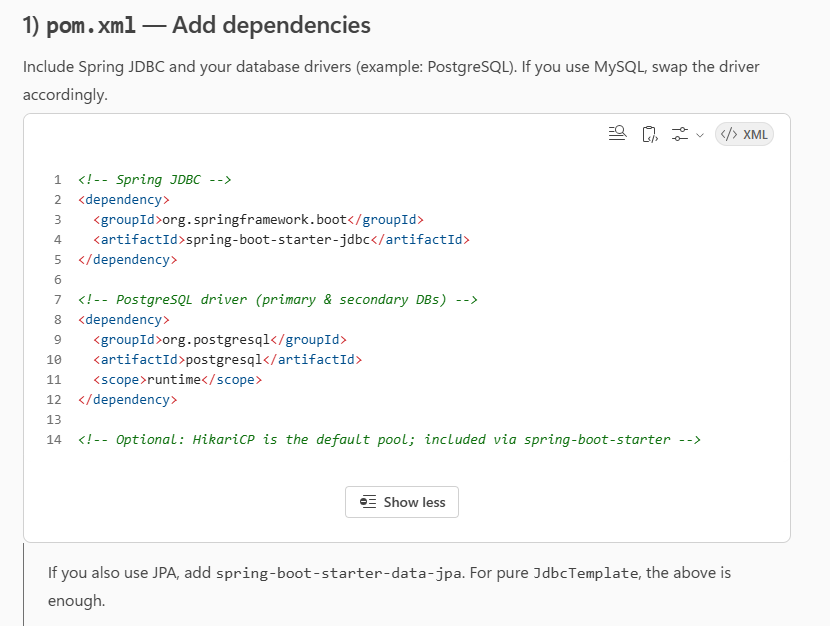 1) pom.xml — Add dependencies
Include Spring JDBC and your database drivers (example: PostgreSQL). If you use MySQL, swap the driver
accordingly.
</> XML
1 <!-- Spring JDBC -->
2 <dependency>
3   <groupId>org.springframework.boot</groupId>
4   <artifactId>spring-boot-starter-jdbc</artifactId>
5 </dependency>
6
7 <!-- PostgreSQL driver (primary & secondary DBs) -->
8 <dependency>
9   <groupId>org.postgresql</groupId>
10   <artifactId>postgresql</artifactId>
11   <scope>runtime</scope>
12 </dependency>
13
14 <!-- Optional: HikariCP is the default pool; included via spring-boot-starter -->
Show less
If you also use JPA, add spring-boot-starter-data-jpa. For pure JdbcTemplate, the above is
enough.